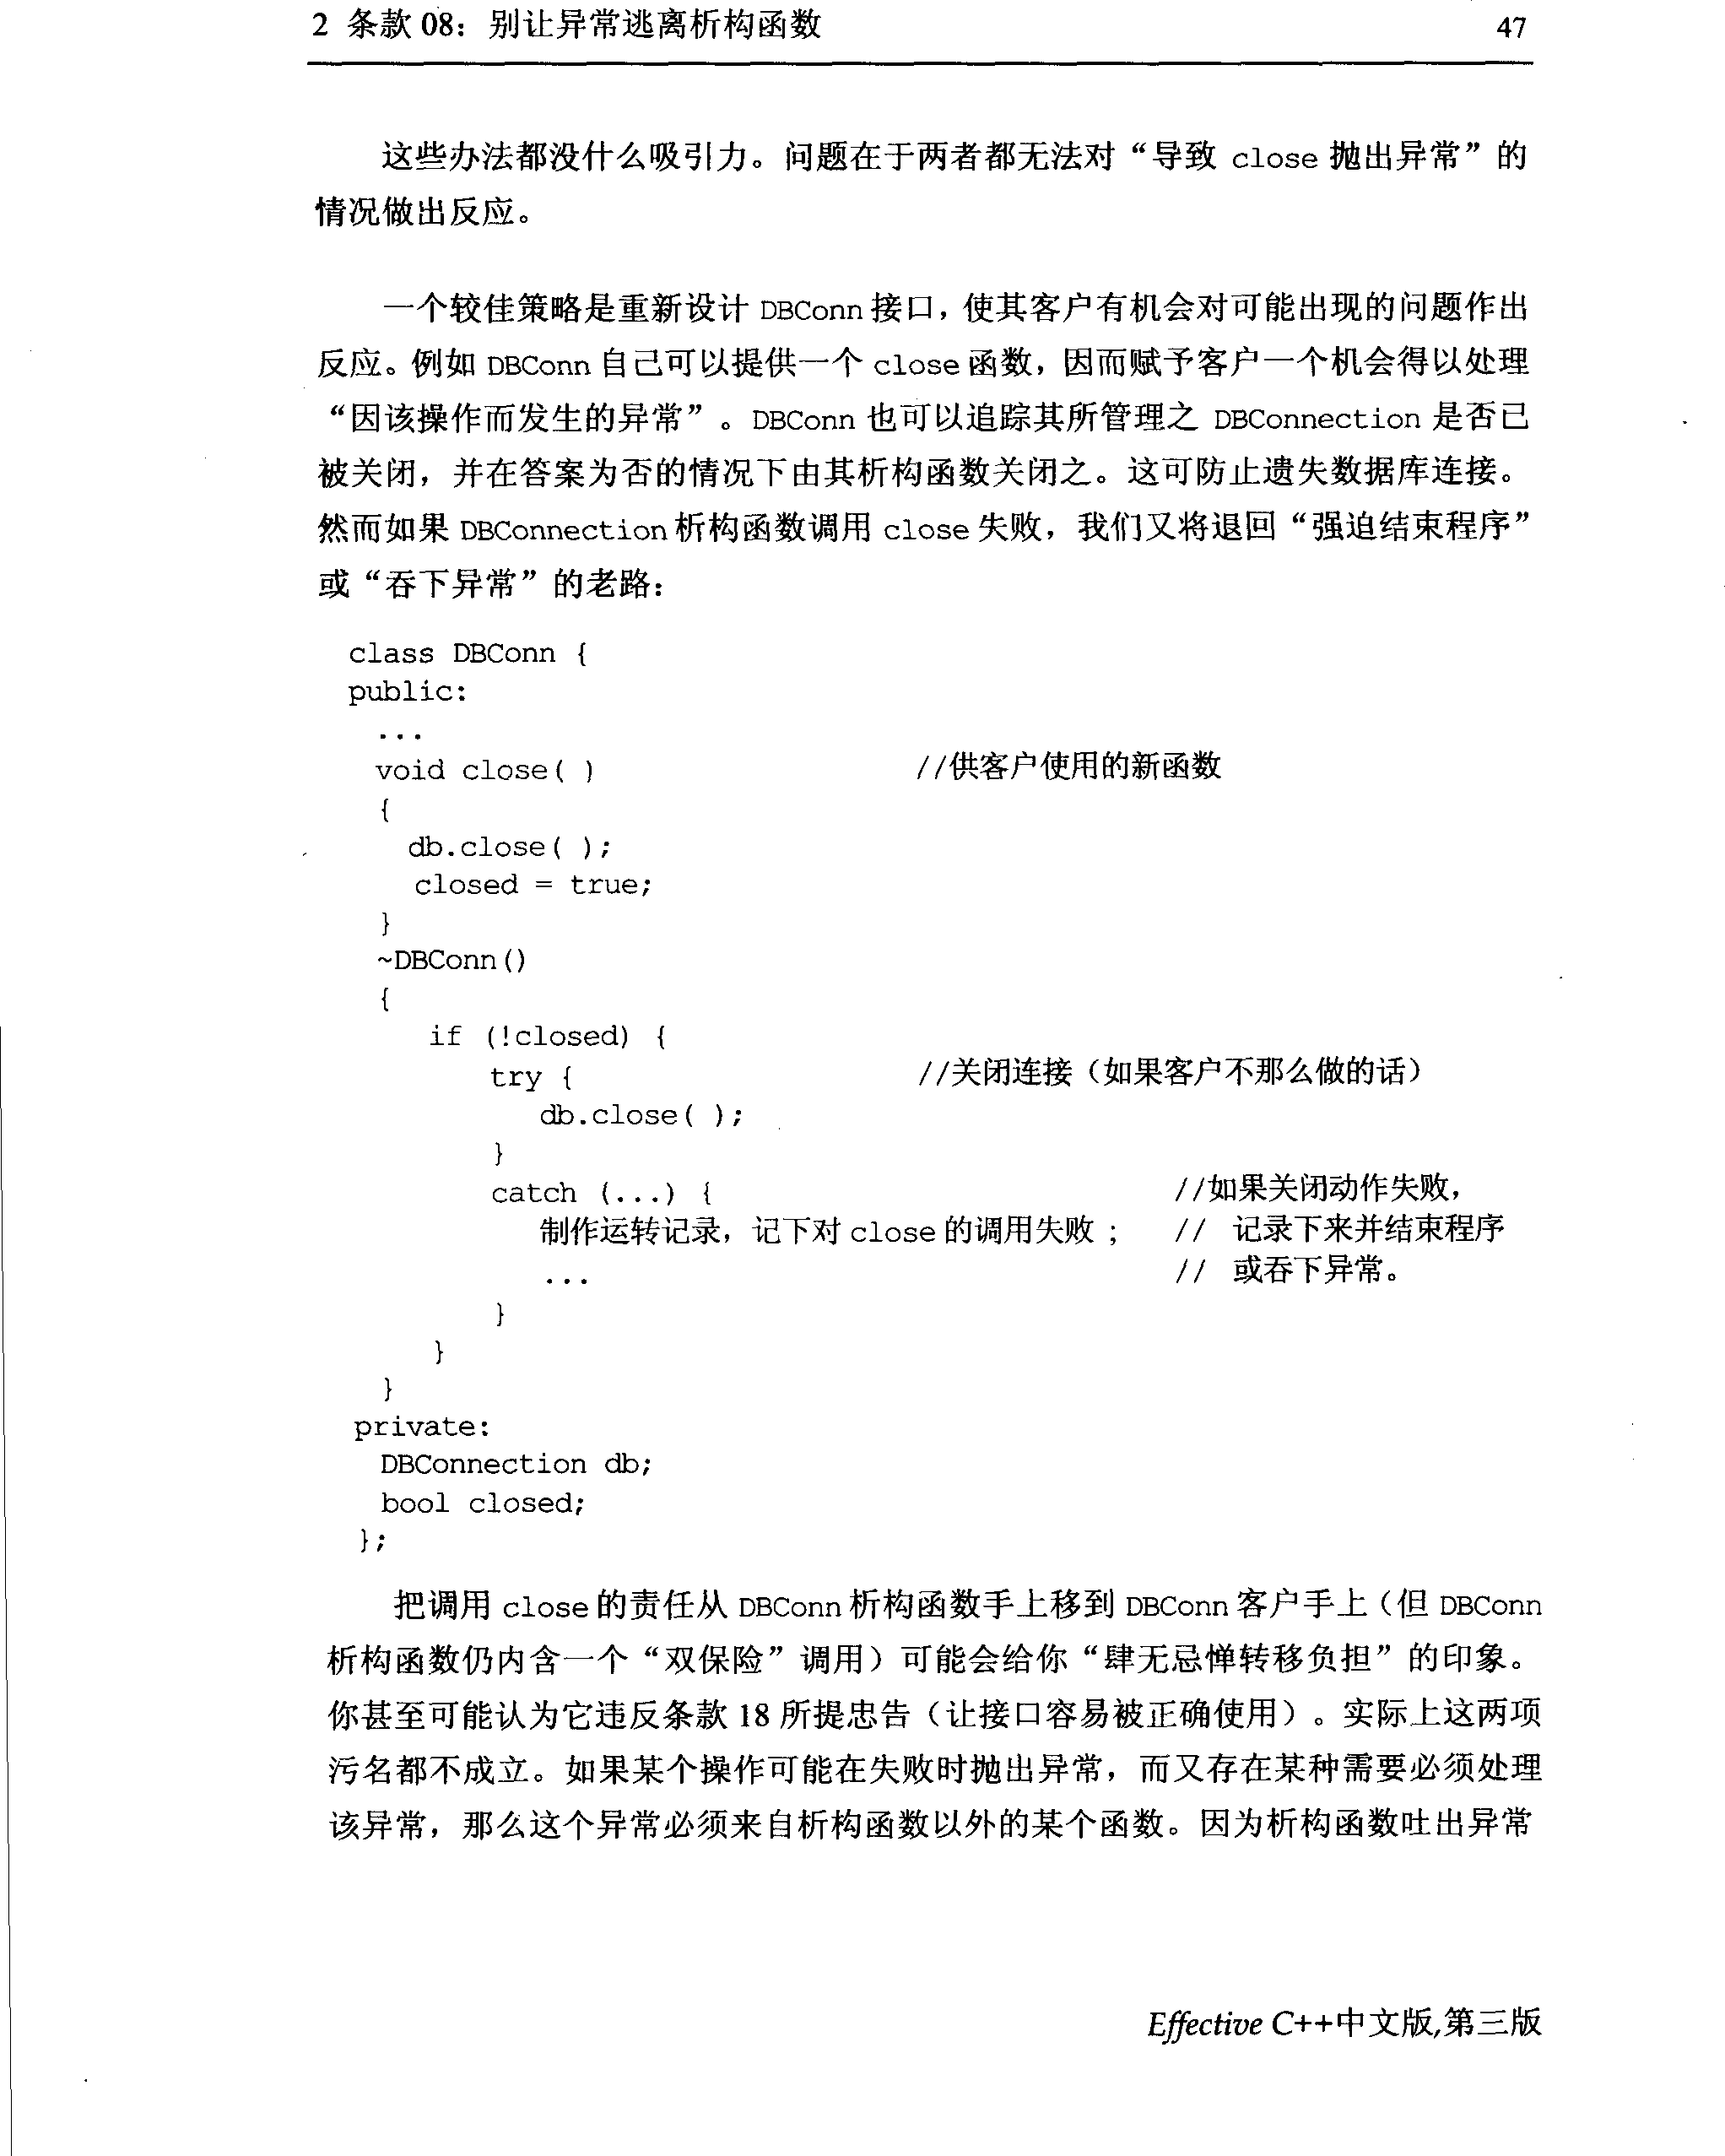 2 条款 08：别让异常逃离析构函数 47
这些办法都没什么吸引力。问题在于两者都无法对“导致 close 抛出异常”的
情况做出反应。
一个较佳策略是重新设计 DBConn 接口，使其客户有机会对可能出现的问题作出
反应。例如 DBConn 自己可以提供一个 close 函数，因而赋予客户一个机会得以处理
“因该操作而发生的异常”。DBConn 也可以追踪其所管理之 DBConnection 是否已
被关闭，并在答案为否的情况下由其析构函数关闭之。这可防止遗失数据库连接。
然而如果 DBConnection 析构函数调用 close 失败，我们又将退回“强迫结束程序”
或“吞下异常”的老路：
class DBConn {
public:
...
void close( ) //供客户使用的新函数
{
db.close( );
closed = true;
}
~DBConn()
{
if (!closed) {
try { //关闭连接（如果客户不那么做的话）
db.close( );
}
catch (...) { //如果关闭动作失败，
制作运转记录，记下对 close 的调用失败； // 记录下来并结束程序
... // 或吞下异常。
}
}
}
private:
DBConnection db;
bool closed;
};
把调用 close 的责任从 DBConn 析构函数手上移到 DBConn 客户手上（但 DBConn
析构函数仍内含一个“双保险”调用）可能会给你“肆无忌惮转移负担”的印象。
你甚至可能认为它违反条款 18 所提忠告（让接口容易被正确使用）。实际上这两项
污名都不成立。如果某个操作可能在失败时抛出异常，而又存在某种需要必须处理
该异常，那么这个异常必须来自析构函数以外的某个函数。因为析构函数吐出异常
Effective C++中文版,第三版